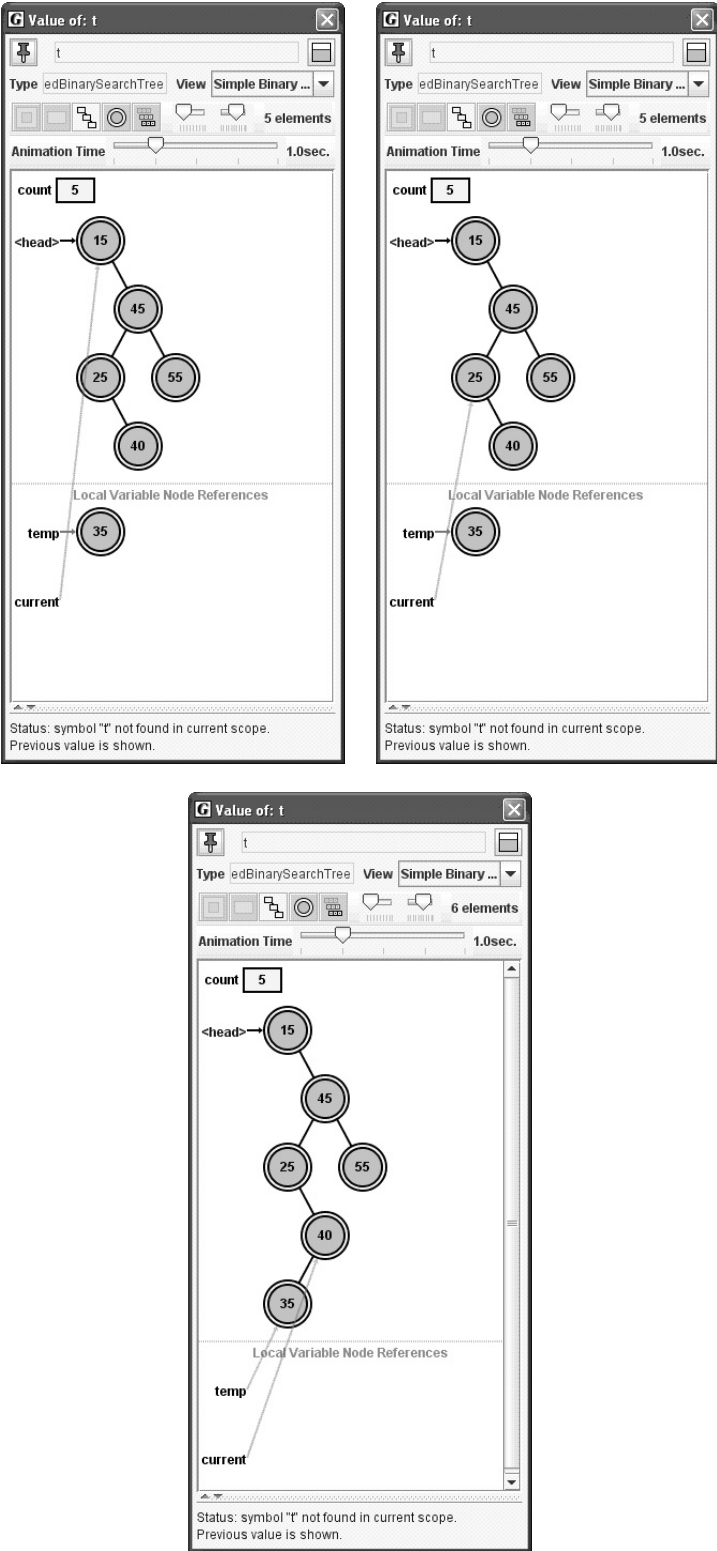 Value of: t
t
Type edBinarySearchTree View Simple Binary ...
5 elements
Animation Time 1.0sec.
count 5
<head> 15
45
25 55
40
Local Variable Node References
temp 35
current
Status: symbol "t" not found in current scope.
Previous value is shown.
Value of: t
t
Type edBinarySearchTree View Simple Binary ...
5 elements
Animation Time 1.0sec.
count 5
<head> 15
45
25 55
40
Local Variable Node References
temp 35
current
Status: symbol "t" not found in current scope.
Previous value is shown.
Value of: t
t
Type edBinarySearchTree View Simple Binary ...
6 elements
Animation Time 1.0sec.
count 5
<head> 15
45
25 55
40
35
Local Variable Node References
temp
current
Status: symbol "t" not found in current scope.
Previous value is shown.